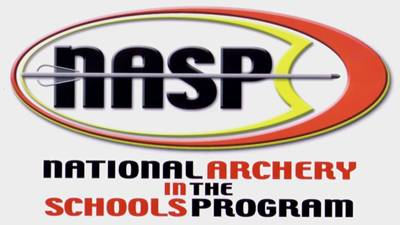 NASP
NATIONAL ARCHERY
IN THE
SCHOOLS PROGRAM